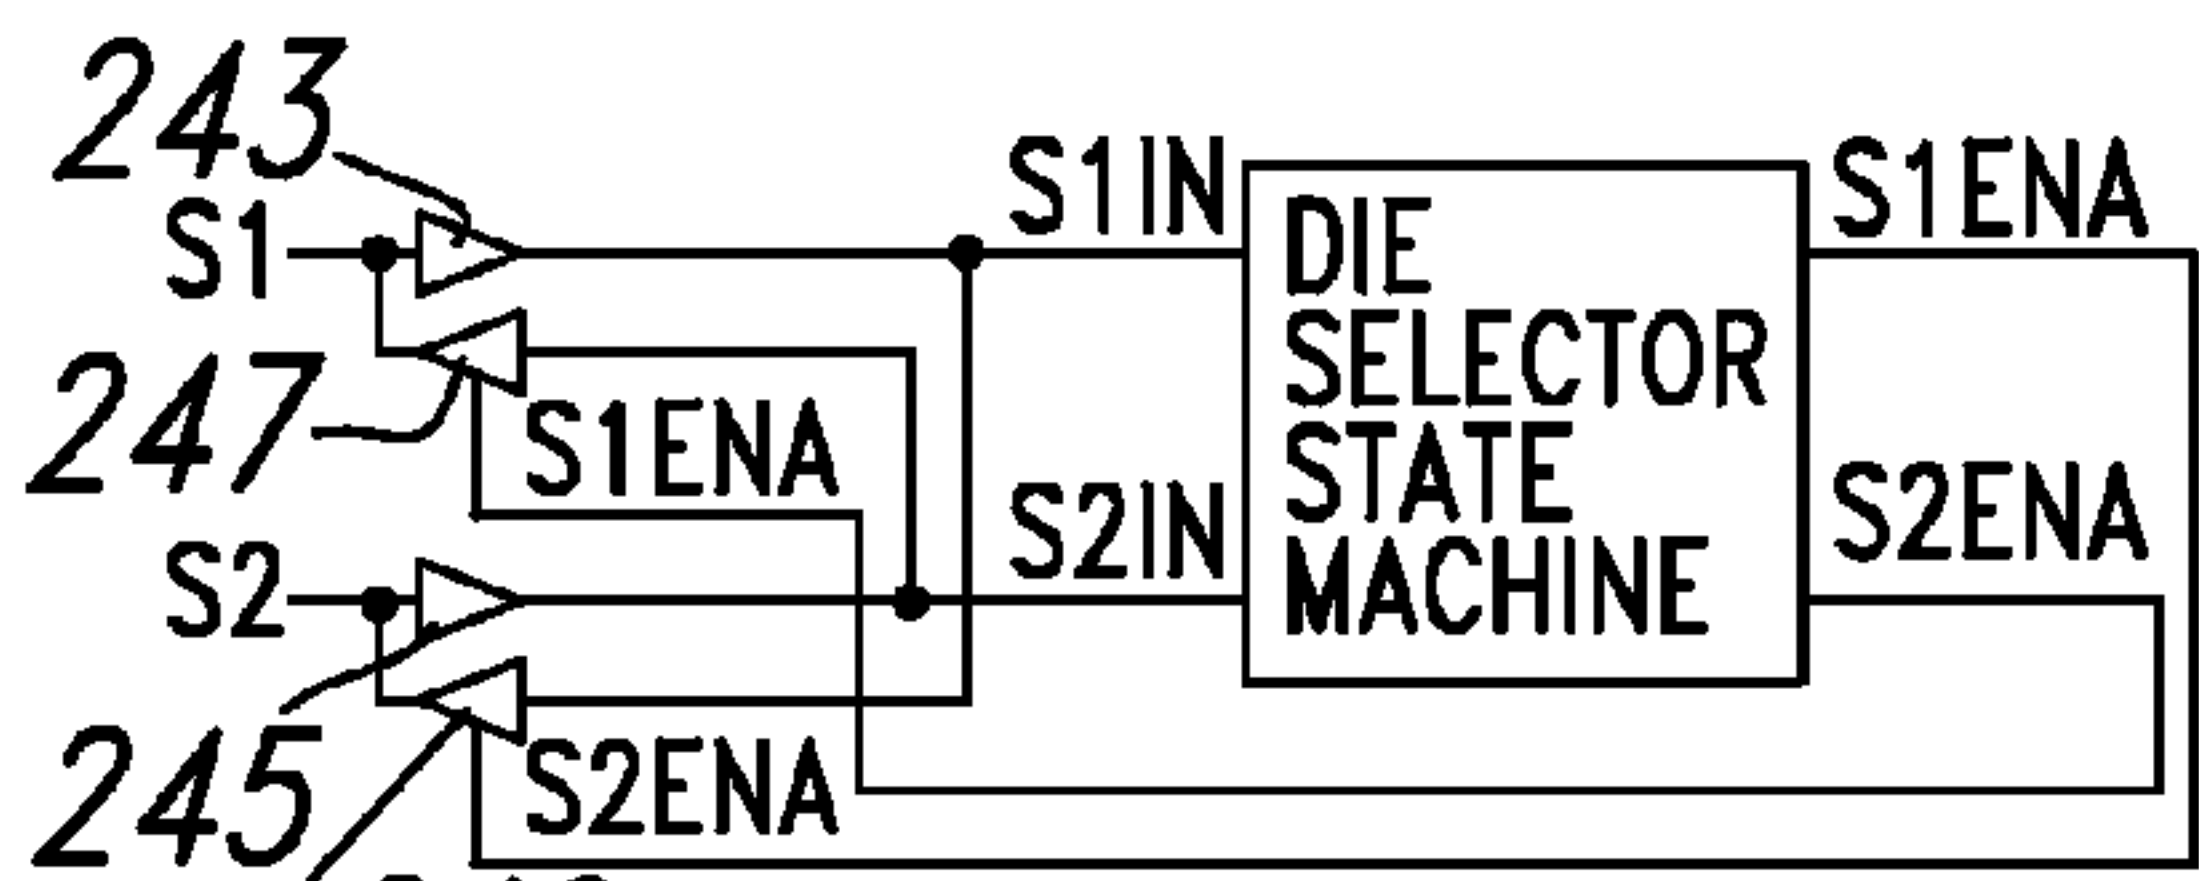 243
S1
S1IN
S1ENA
DIE
SELECTOR
STATE
MACHINE
247
S1ENA
S2
S2IN
S2ENA
245
S2ENA